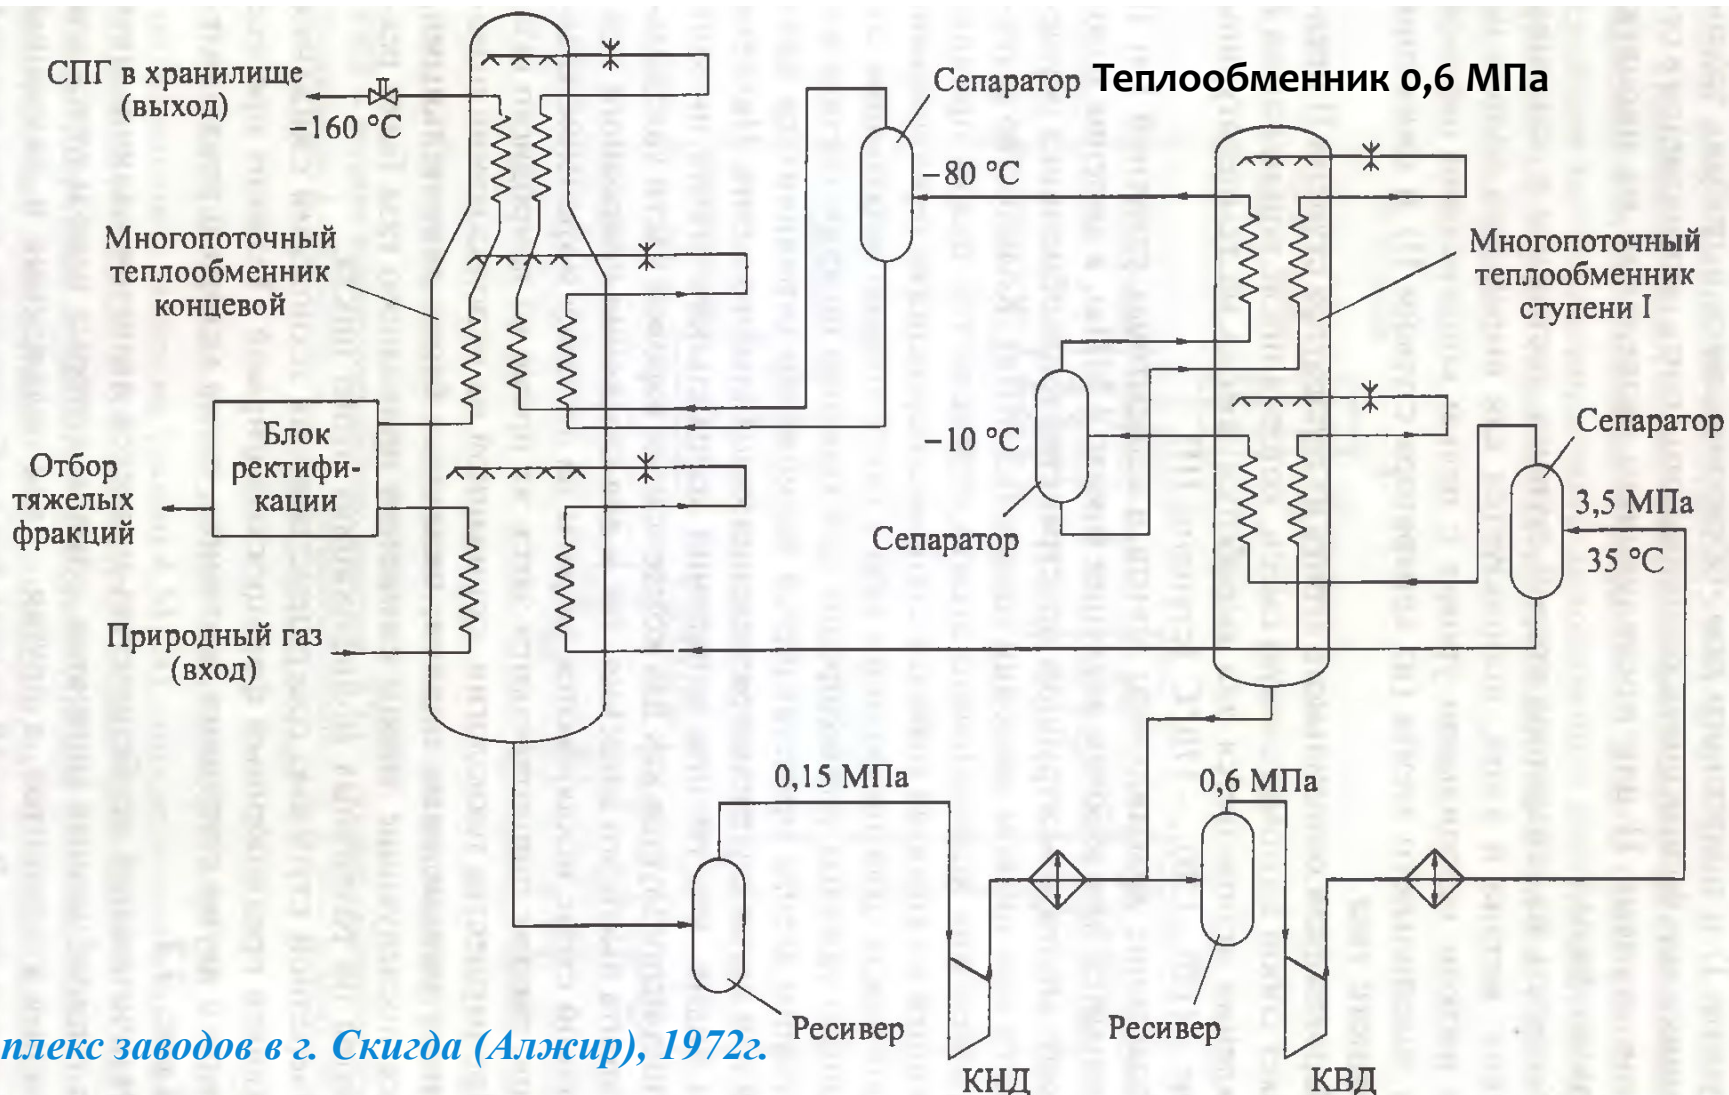 СПГ в хранилище
(выход)
−160 °C
Сепаратор
Теплообменник 0,6 МПа
−80 °C
Многопоточный
теплообменник
концевой
Многопоточный
теплообменник
ступени I
Блок
ректифи-
кации
Отбор
тяжелых
фракций
−10 °C
Сепаратор
Сепаратор
3,5 МПа
35 °C
Природный газ
(вход)
0,15 МПа
0,6 МПа
Ресивер
Ресивер
плекс заводов в г. Скигда (Алжир), 1972г.
КНД
КВД